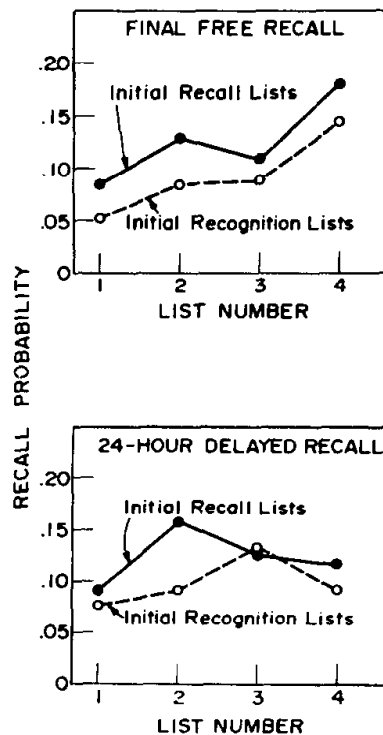 FINAL FREE RECALL
.20
Initial Recall Lists
.15
.10
.05
Initial Recognition Lists
0
1 2 3 4
LIST NUMBER
RECALL PROBABILITY
24-HOUR DELAYED RECALL
.20
Initial Recall Lists
.15
.10
Initial Recognition Lists
.05
0
1 2 3 4
LIST NUMBER